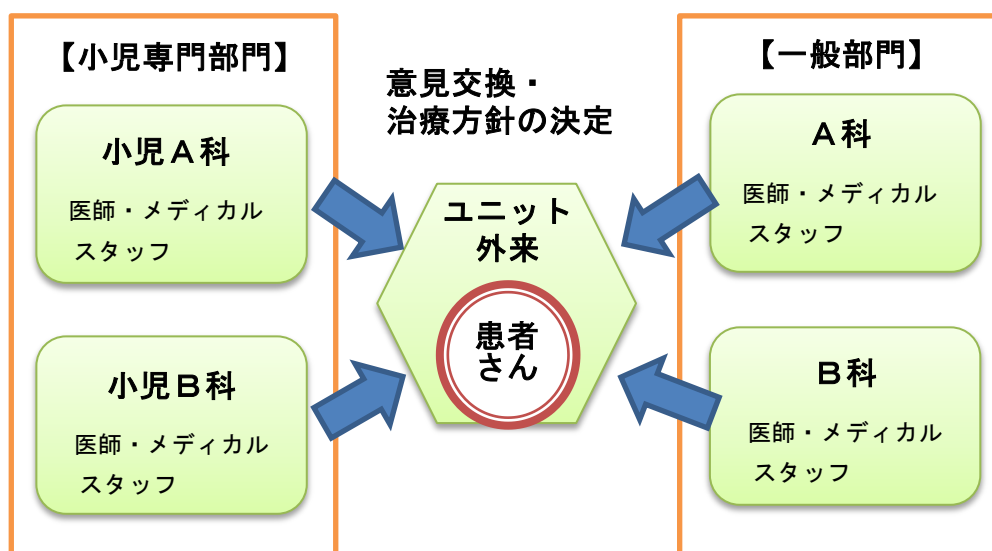 【小児専門部門】
小児A科
医師・メディカル
スタッフ
小児B科
医師・メディカル
スタッフ
意見交換・
治療方針の決定
ユニット
外来
患者
さん
【一般部門】
A科
医師・メディカル
スタッフ
B科
医師・メディカル
スタッフ